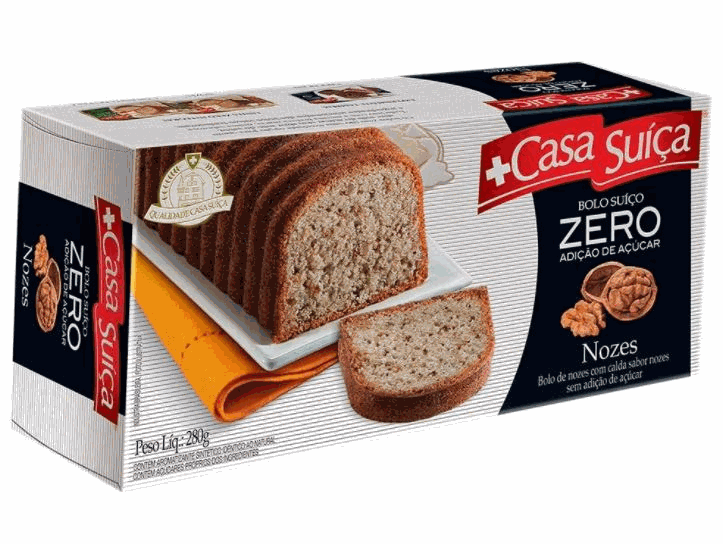 NOZES
ZERO
+Casa Suíça
BOLO SUÍÇO
ZERO
ADIÇÃO DE AÇÚCAR
Nozes
Bolo de nozes com calda sabor nozes
sem adição de açúcar
QUALIDADE CASA SUÍÇA
Peso Líq.: 280g
CONTÉM AROMATIZANTE SINTÉTICO IDÊNTICO AO NATURAL
CONTÉM AÇÚCARES PRÓPRIOS DOS INGREDIENTES
+Casa Suíça
BOLO SUÍÇO
ZERO
ADIÇÃO DE AÇÚCAR
Nozes